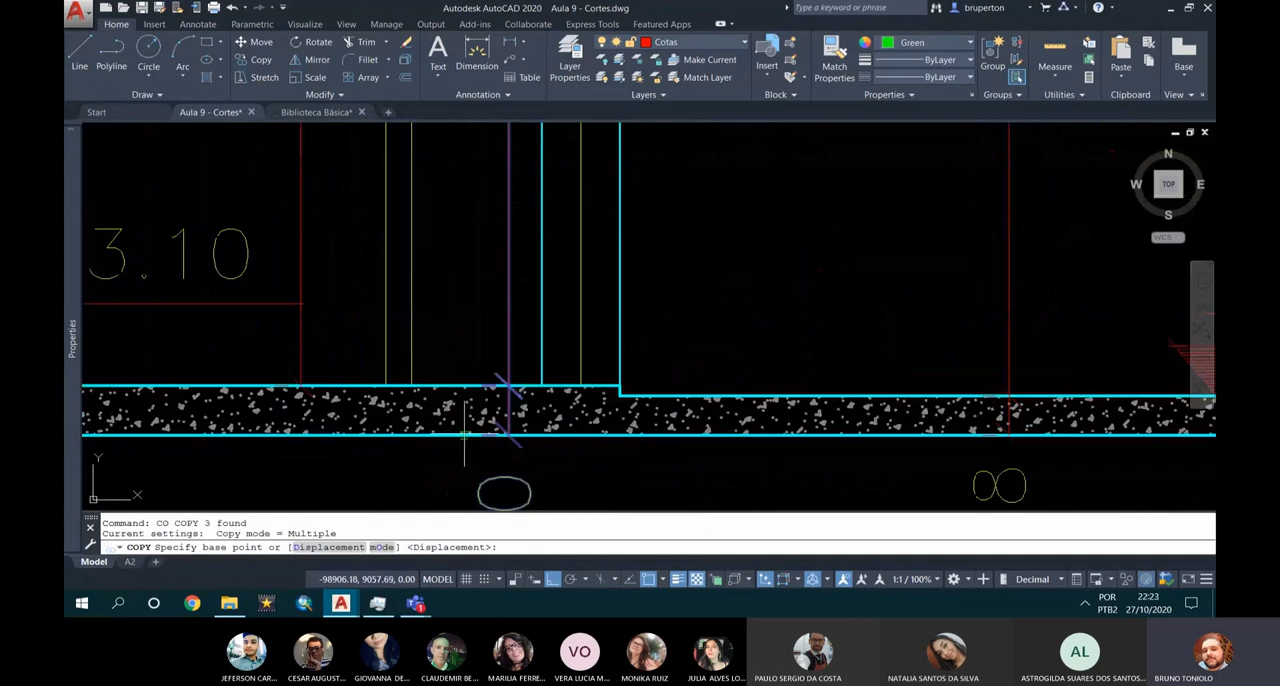 Autodesk AutoCAD 2020 Aula 9 - Cortes.dwg
Type a keyword or phrase
bruperton
Home Insert Annotate Parametric View Manage Output Add-ins Collaborate Express Tools Featured Apps
Line Polyline Circle Arc
Move Rotate Trim
Copy Mirror Fillet
Stretch Scale Array
Text Dimension Table
Layer Properties
Cotas
Make Current
Match Layer
Insert
Match Properties
Green
ByLayer
ByLayer
Group Measure Paste Base
Draw Modify Annotation Layers Block Properties Groups Utilities Clipboard View
Start Aula 9 - Cortes* Biblioteca Básica*
N
W TOP E
S
WCS
3.10
Properties
Y
X
Command: CO COPY 3 found
Current settings: Copy mode = Multiple
COPY Specify base point or [Displacement mOde] <Displacement>:
Model A2
-98906.18, 9057.69, 0.00 MODEL 1:1 / 100% Decimal
POR
PTB2
22:23
27/10/2020
VO AL
JEFERSON CAR... CESAR AUGUST... GIOVANNA DE... CLAUDEMIR BE... MARILIA FERRE... VERA LUCIA M... MONIKA RUIZ JULIA ALVES LO... PAULO SERGIO DA COSTA NATALIA SANTOS DA SILVA ASTROGILDA SUARES DOS SANTOS... BRUNO TONIOLO